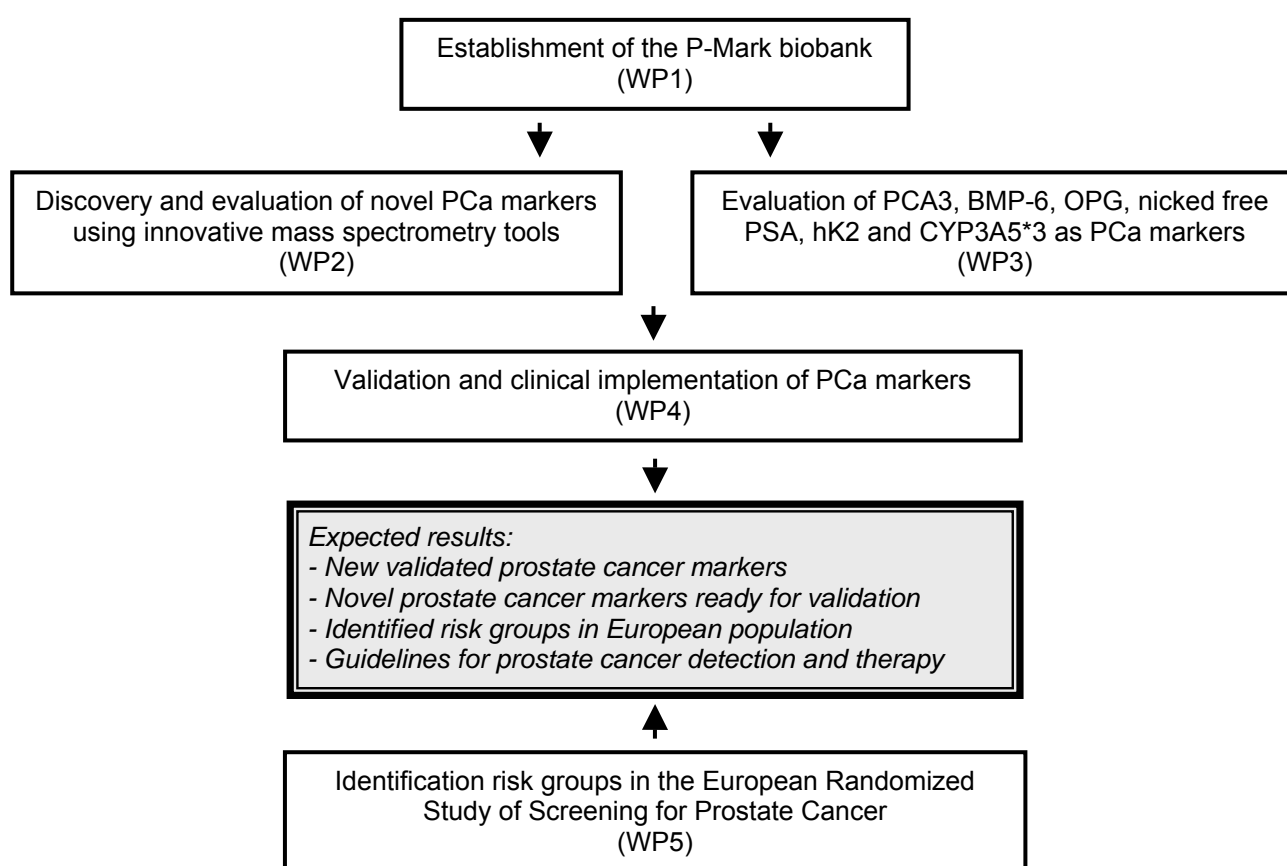 Establishment of the P-Mark biobank
(WP1)
Discovery and evaluation of novel PCa markers
using innovative mass spectrometry tools
(WP2)
Evaluation of PCA3, BMP-6, OPG, nicked free
PSA, hK2 and CYP3A5*3 as PCa markers
(WP3)
Validation and clinical implementation of PCa markers
(WP4)
Expected results:
- New validated prostate cancer markers
- Novel prostate cancer markers ready for validation
- Identified risk groups in European population
- Guidelines for prostate cancer detection and therapy
Identification risk groups in the European Randomized
Study of Screening for Prostate Cancer
(WP5)